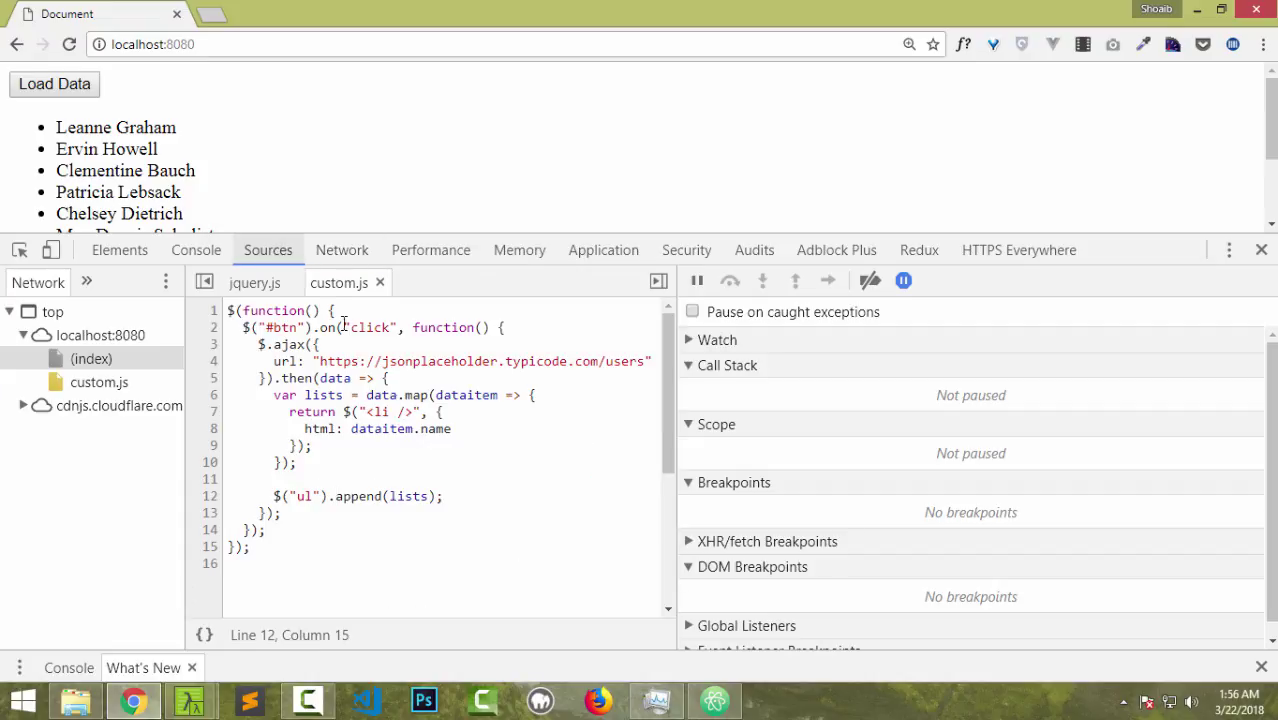 Document
Shoaib
localhost:8080
f?
Load Data
Leanne Graham
Ervin Howell
Clementine Bauch
Patricia Lebsack
Chelsey Dietrich
Elements Console Sources Network Performance Memory Application Security Audits Adblock Plus Redux HTTPS Everywhere
Network »
jquery.js custom.js
top
localhost:8080
(index)
custom.js
cdnjs.cloudflare.com
1 $(function() {
2 $("#btn").on("click", function() {
3 $.ajax({
4 url: "https://jsonplaceholder.typicode.com/users"
5 }).then(data => {
6 var lists = data.map(dataitem => {
7 return $("<li />", {
8 html: dataitem.name
9 });
10 });
11
12 $("ul").append(lists);
13 });
14 });
15 });
16
{} Line 12, Column 15
Pause on caught exceptions
Watch
Call Stack
Not paused
Scope
Not paused
Breakpoints
No breakpoints
XHR/fetch Breakpoints
DOM Breakpoints
No breakpoints
Global Listeners
Event Listener Breakpoints
Console What's New
Ps
1:56 AM
3/22/2018